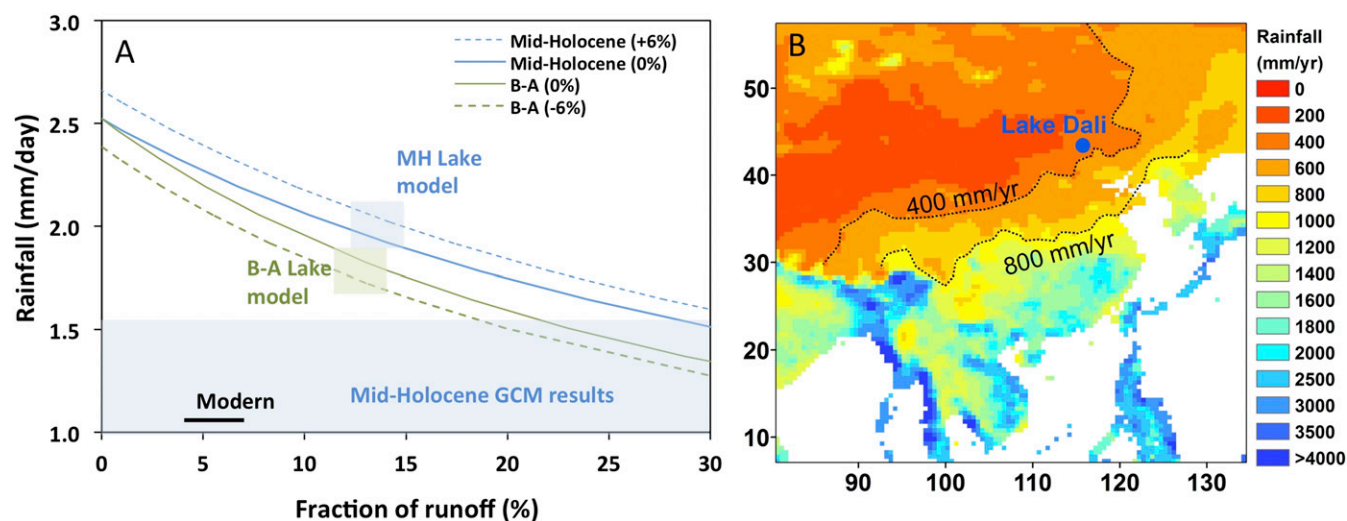 A
3.0
2.5
2.0
1.5
1.0
Rainfall (mm/day)
Mid-Holocene (+6%)
Mid-Holocene (0%)
B-A (0%)
B-A (-6%)
MH Lake
model
B-A Lake
model
Mid-Holocene GCM results
Modern
0
5
10
15
20
25
30
Fraction of runoff (%)
B
50
40
30
20
10
Lake Dali
400 mm/yr
800 mm/yr
90
100
110
120
130
Rainfall
(mm/yr)
0
200
400
600
800
1000
1200
1400
1600
1800
2000
2500
3000
3500
>4000